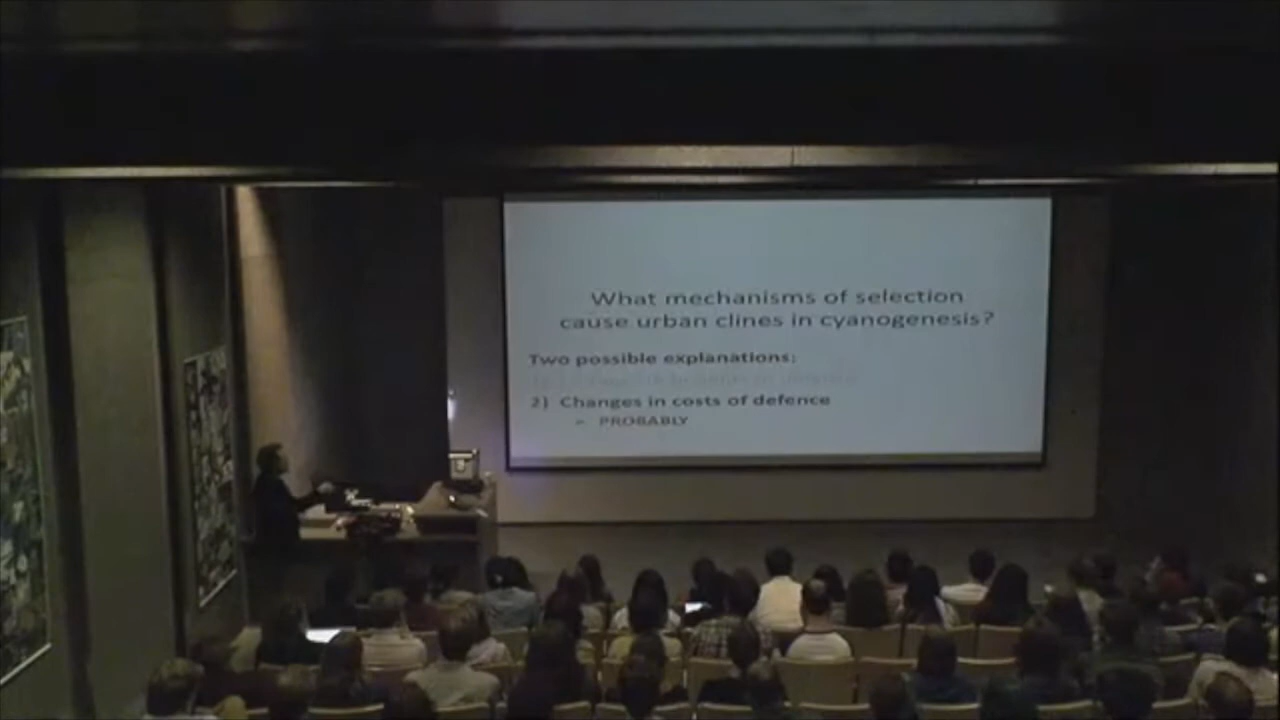 What mechanisms of selection
cause urban clines in cyanogenesis?
Two possible explanations:
2) Changes in costs of defence
➢ PROBABLY